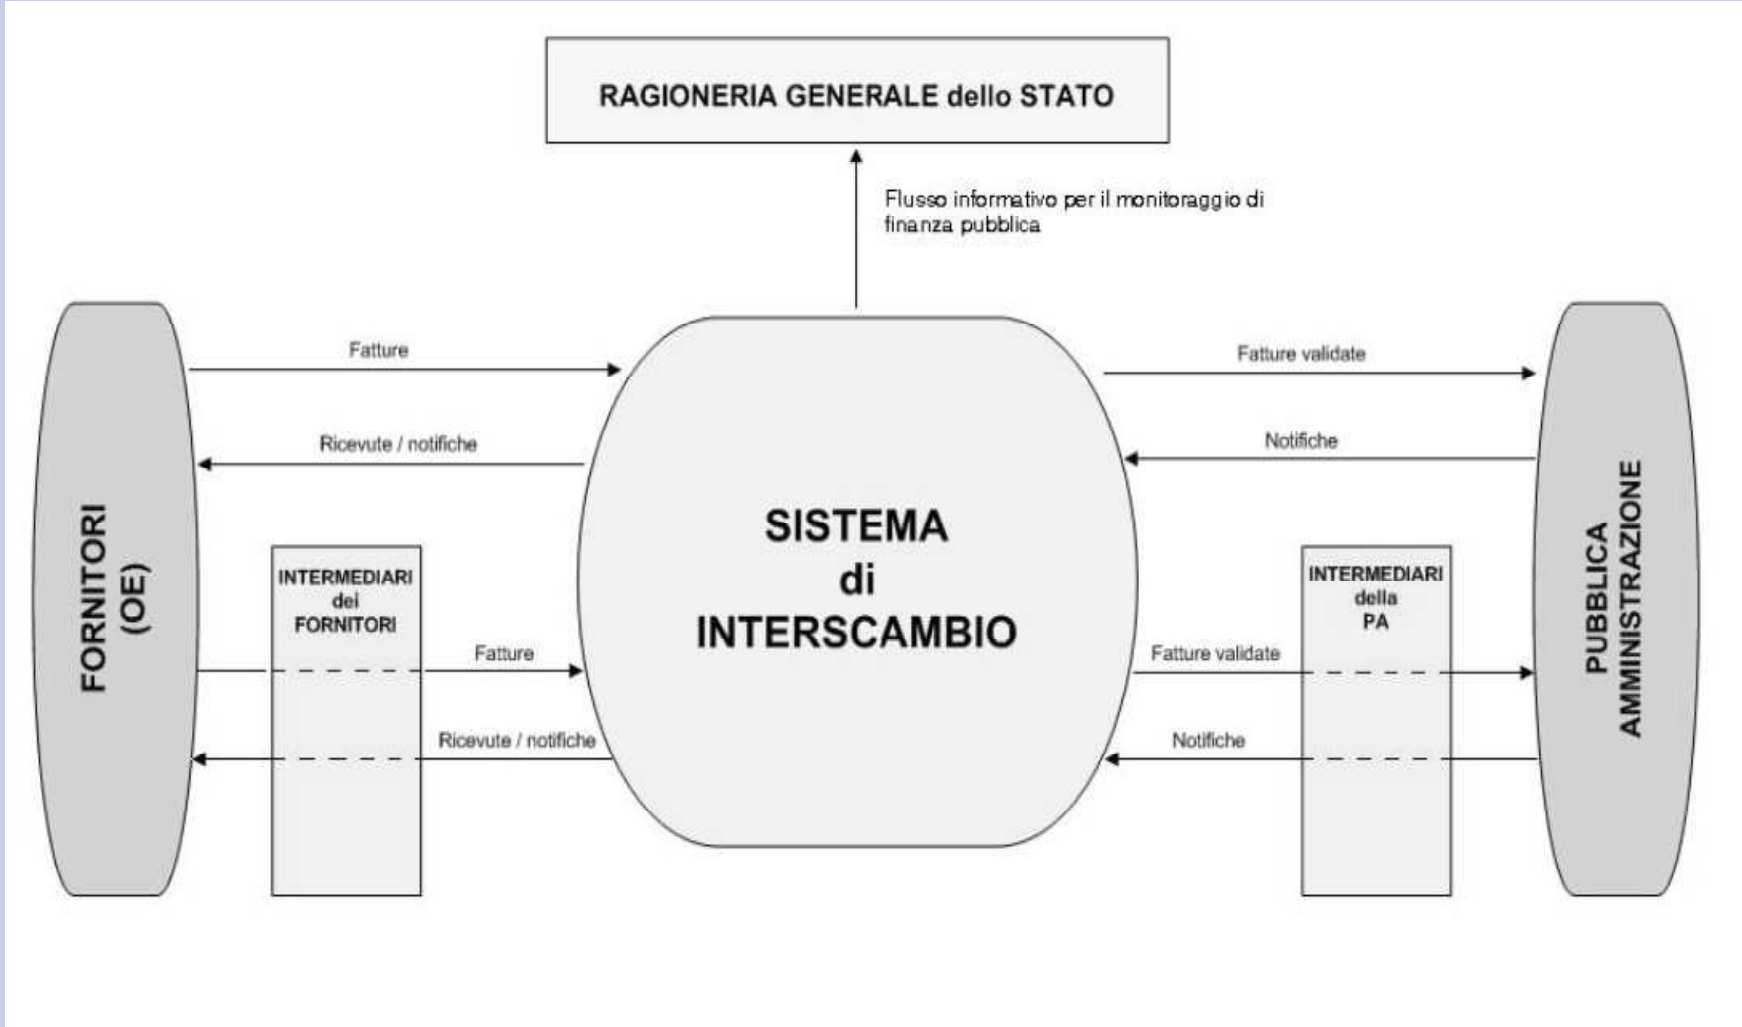 RAGIONERIA GENERALE dello STATO
Flusso informativo per il monitoraggio di
finanza pubblica
Fatture
Fatture validate
Ricevute / notifiche
Notifiche
FORNITORI
(OE)
INTERMEDIARI
dei
FORNITORI
SISTEMA
di
INTERSCAMBIO
INTERMEDIARI
della
PA
PUBBLICA
AMMINISTRAZIONE
Fatture
Fatture validate
Ricevute / notifiche
Notifiche